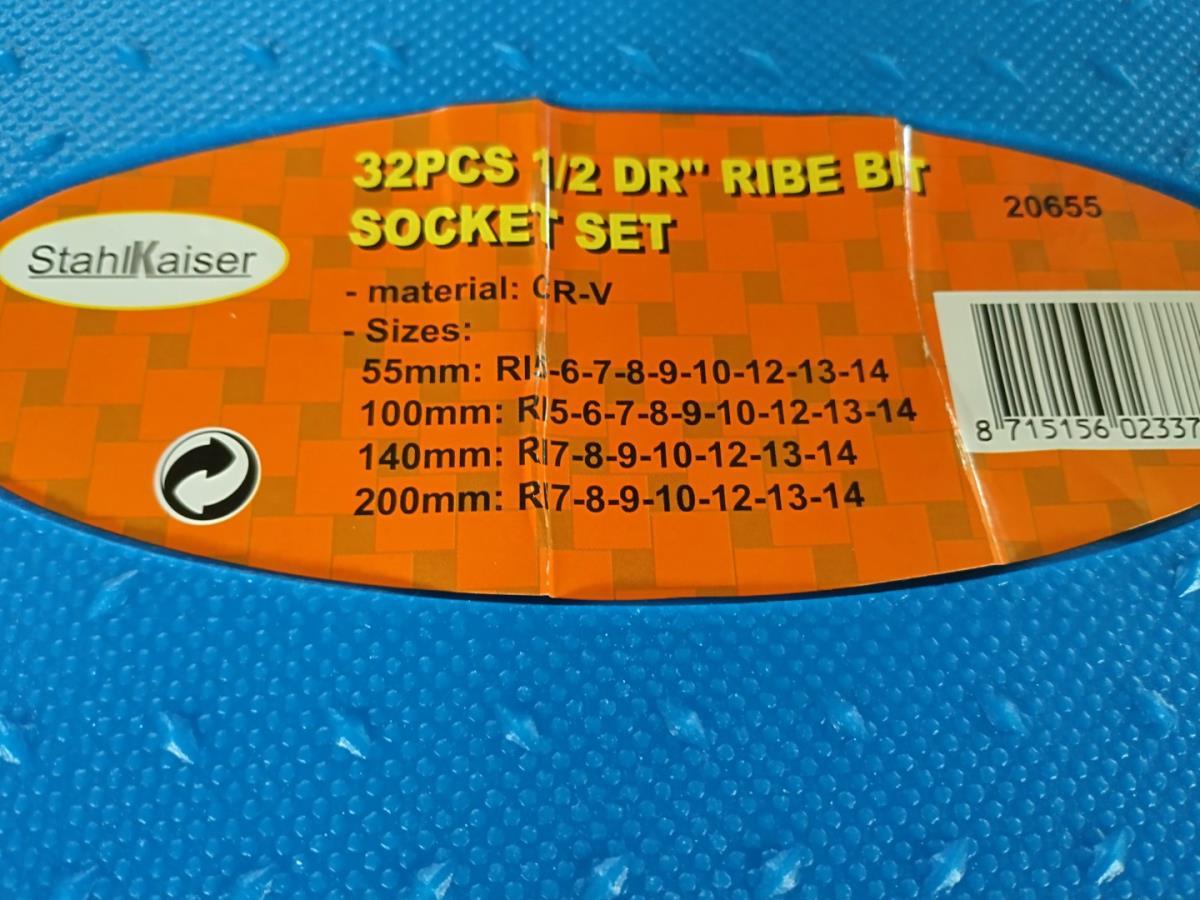 32PCS 1/2 DR" RIBE BIT
SOCKET SET
20655
StahlKaiser
- material: CR-V
- Sizes:
55mm: RI5-6-7-8-9-10-12-13-14
100mm: RI5-6-7-8-9-10-12-13-14
140mm: RI7-8-9-10-12-13-14
200mm: RI7-8-9-10-12-13-14
8 715156 02337